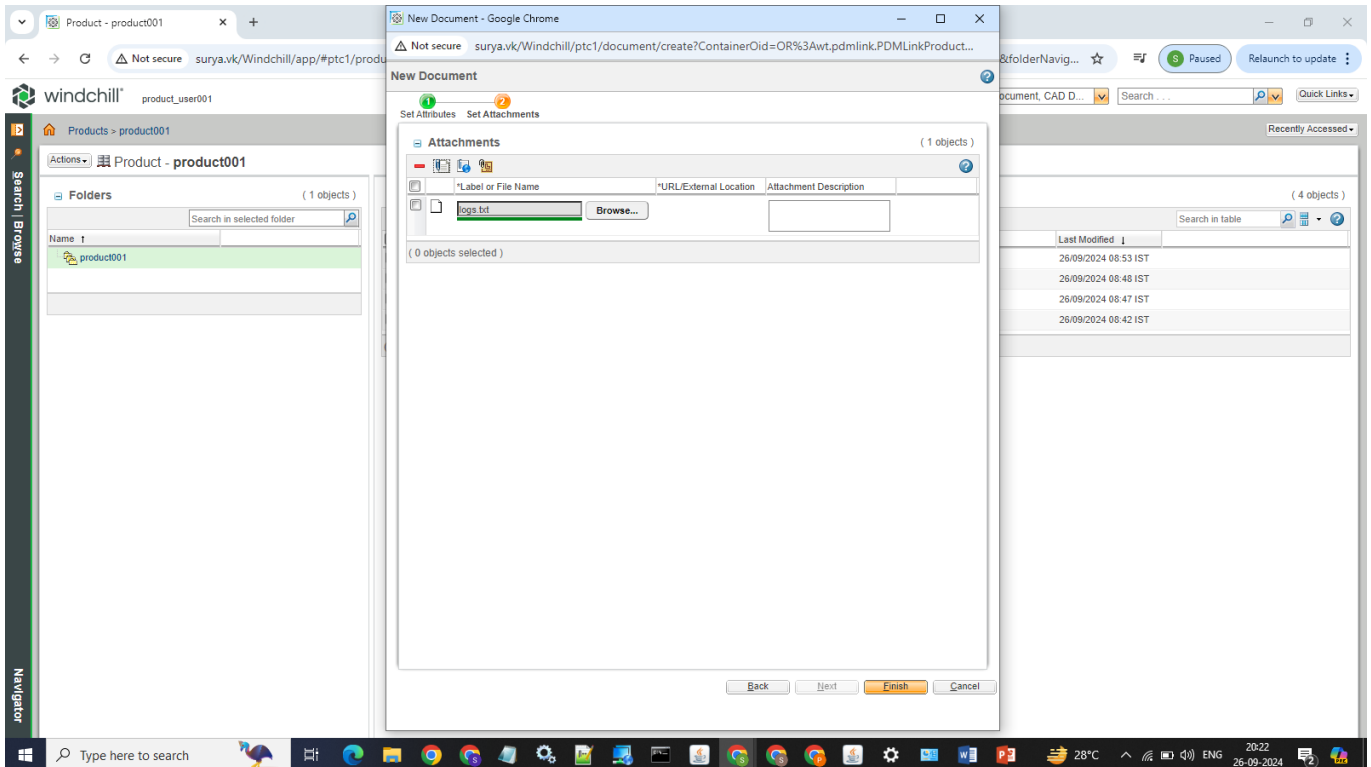 Product - product001
Not secure surya.vk/Windchill/app/#ptc1/produ
&folderNavig...
S Paused
Relaunch to update
windchill product_user001
ocument, CAD D...
Search . . .
Quick Links
Products > product001
Recently Accessed
Search | Browse
Navigator
Actions Product - product001
Folders ( 1 objects )
Search in selected folder
Name
product001
New Document - Google Chrome
Not secure surya.vk/Windchill/ptc1/document/create?ContainerOid=OR%3Awt.pdmlink.PDMLinkProduct...
New Document
1 2
Set Attributes Set Attachments
Attachments ( 1 objects )
*Label or File Name *URL/External Location Attachment Description
logs.txt Browse...
( 0 objects selected )
Back Next Finish Cancel
( 4 objects )
Search in table
Last Modified
26/09/2024 08:53 IST
26/09/2024 08:48 IST
26/09/2024 08:47 IST
26/09/2024 08:42 IST
Type here to search
28°C
ENG
20:22
26-09-2024
2